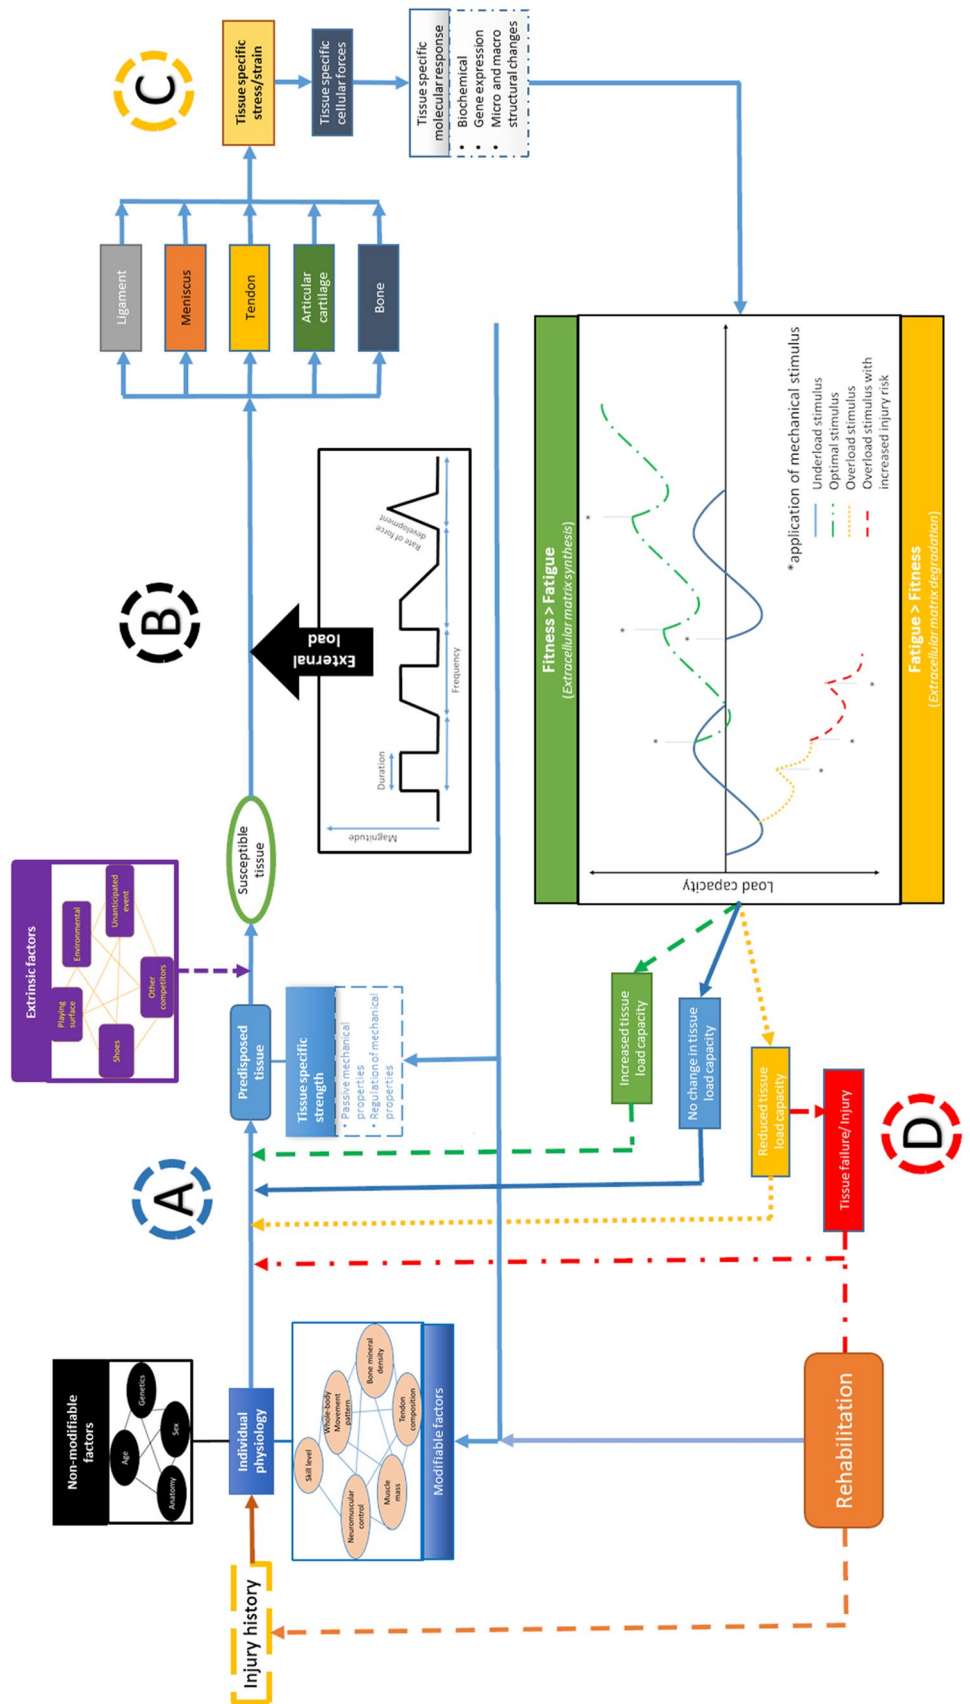 Injury history
Non-modifiable
factors
Age
Genetics
Anatomy
Sex
Individual
physiology
Skill level
Whole-body
Movement
pattern
Bone mineral
density
Neuromuscular
control
Muscle
mass
Tendon
composition
Modifiable factors
A
Extrinsic factors
Playing
surface
Environmental
Shoes
Other
competitors
Unanticipated
event
Predisposed
tissue
Tissue specific
strength
• Passive mechanical
properties
• Regulation of mechanical
properties
Susceptible
tissue
B
External
load
Magnitude
Duration
Frequency
Rate of force
development
Ligament
Meniscus
Tendon
Articular
cartilage
Bone
C
Tissue specific
stress/strain
Tissue specific
cellular forces
Tissue specific
molecular response
• Biochemical
• Gene expression
• Micro and macro
structural changes
Fitness > Fatigue
(Extracellular matrix synthesis)
Load capacity
*
*
*
*
*
*
*
*application of mechanical stimulus
Underload stimulus
Optimal stimulus
Overload stimulus
Overload stimulus with
increased injury risk
Fatigue > Fitness
(Extracellular matrix degradation)
Increased tissue
load capacity
No change in tissue
load capacity
Reduced tissue
load capacity
Tissue failure/ Injury
D
Rehabilitation